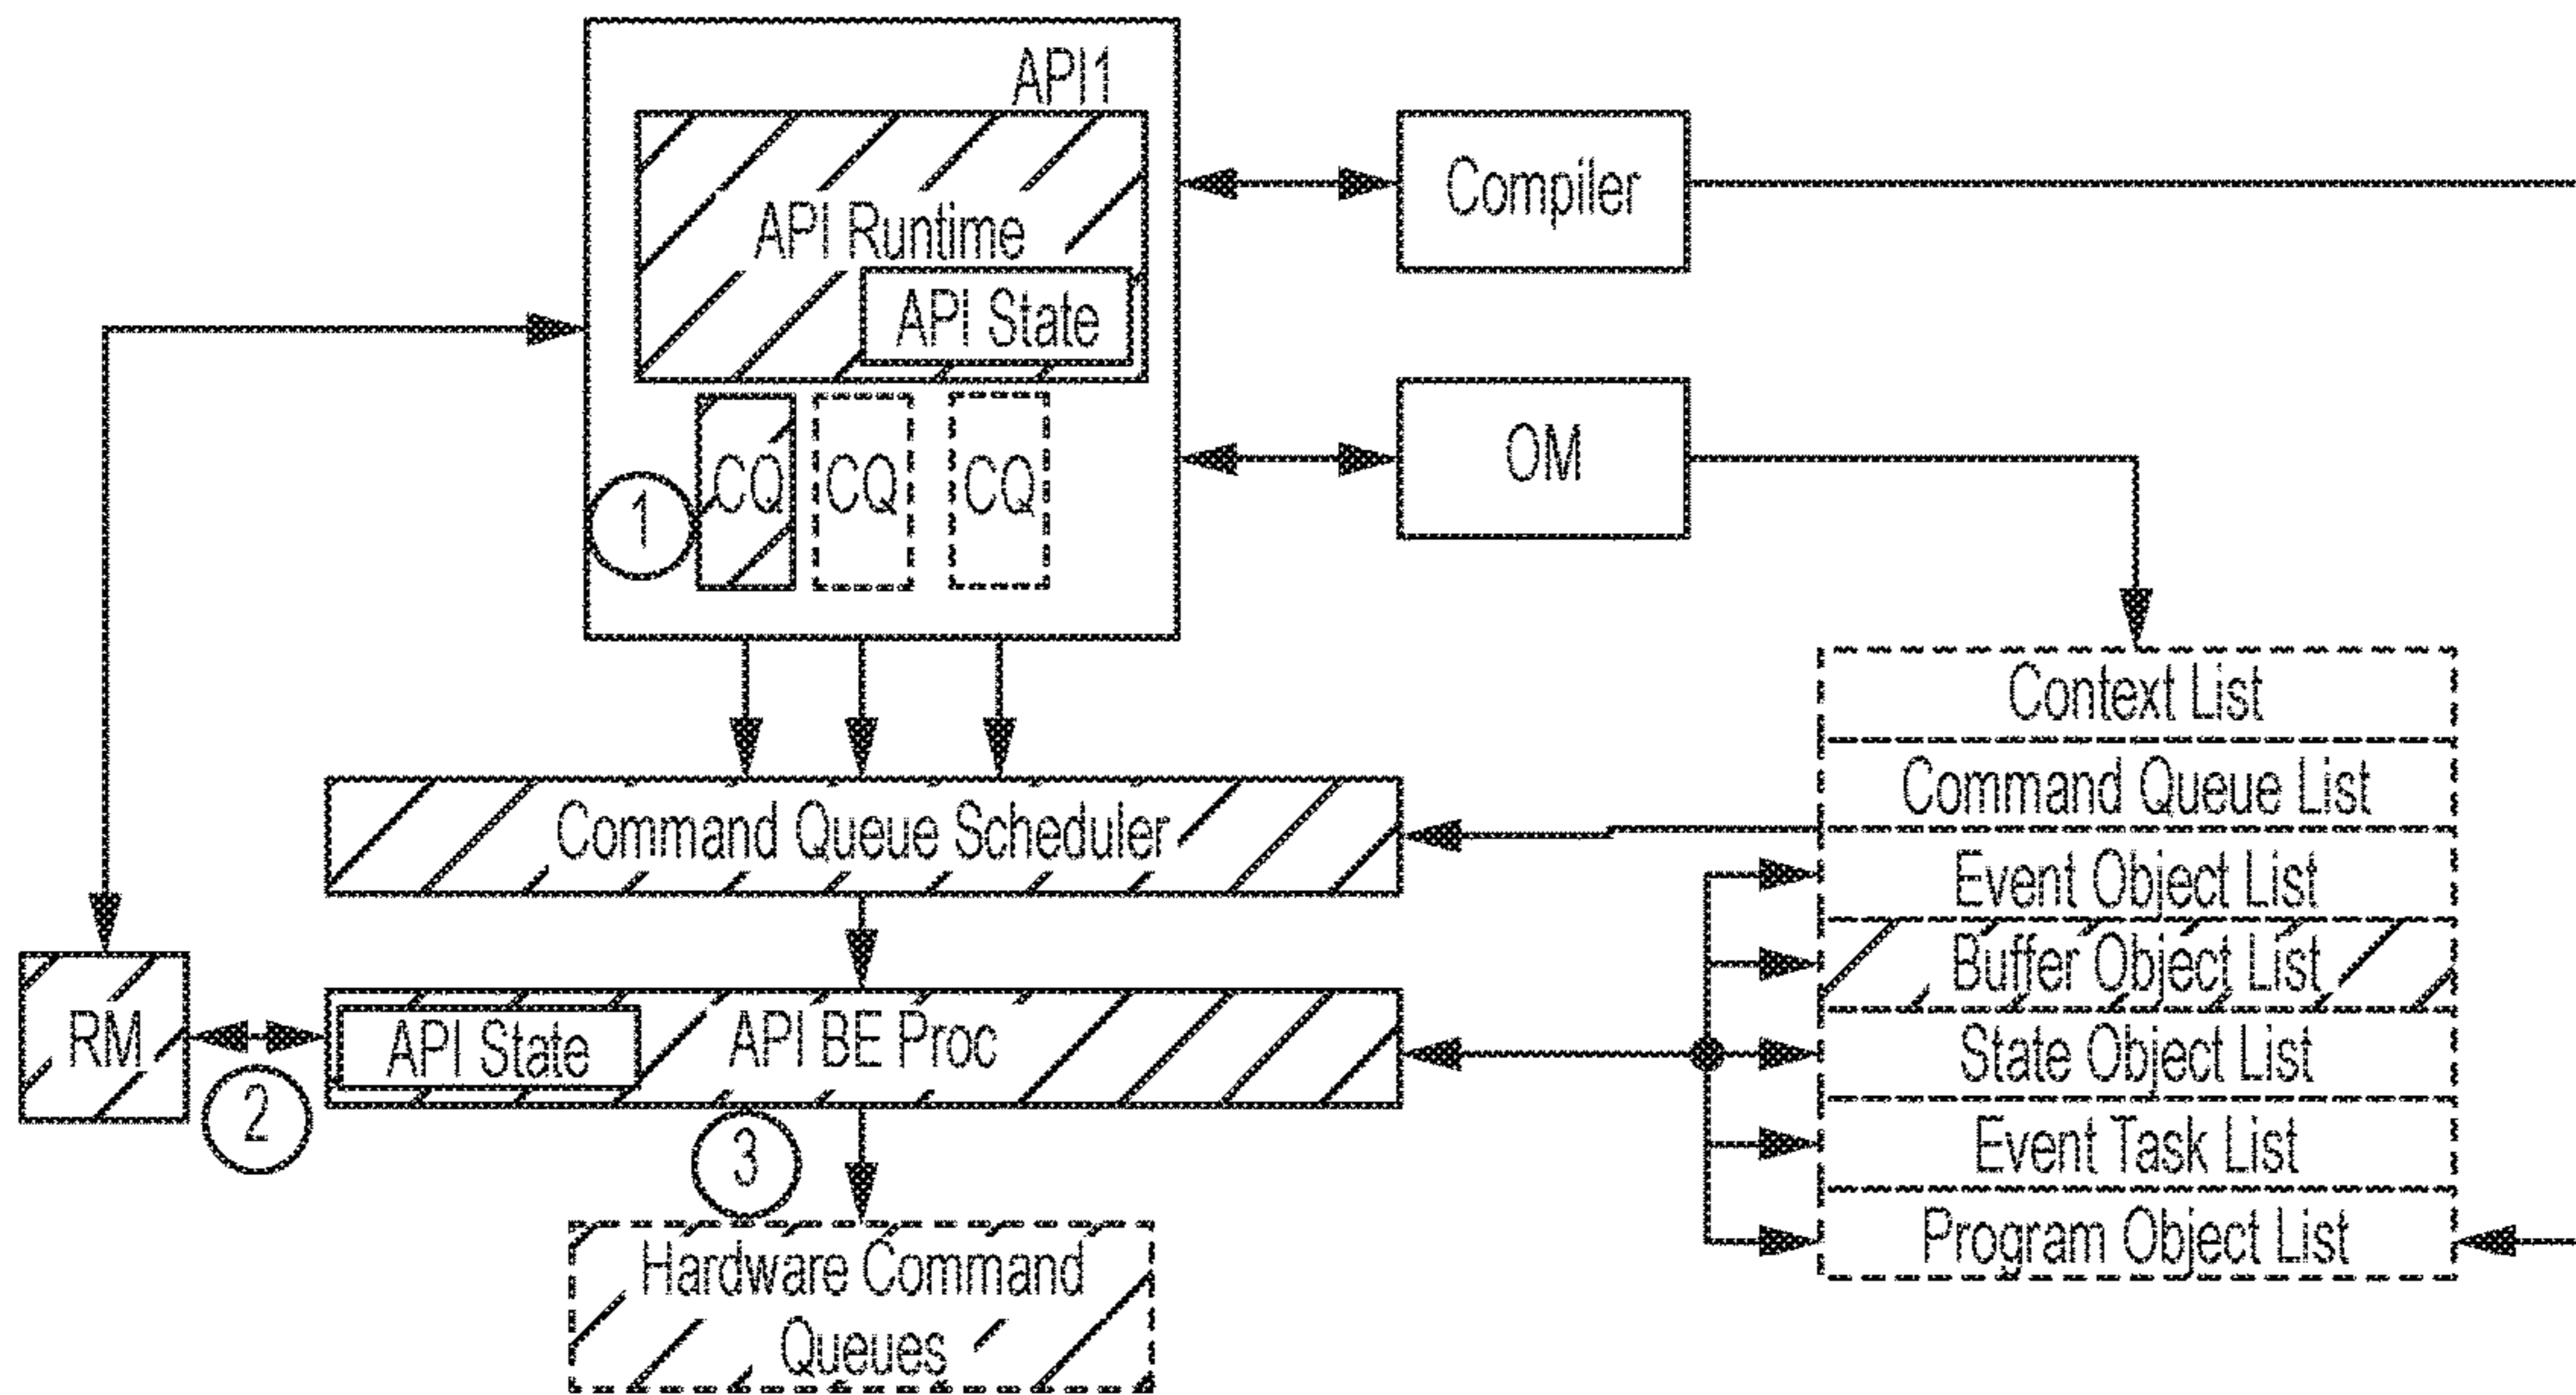 API1
API Runtime
API State
Compiler
CQ
CQ
CQ
1
OM
Context List
Command Queue List
Command Queue Scheduler
Event Object List
Buffer Object List
RM
API State
API BE Proc
State Object List
2
3
Event Task List
Program Object List
Hardware Command
Queues